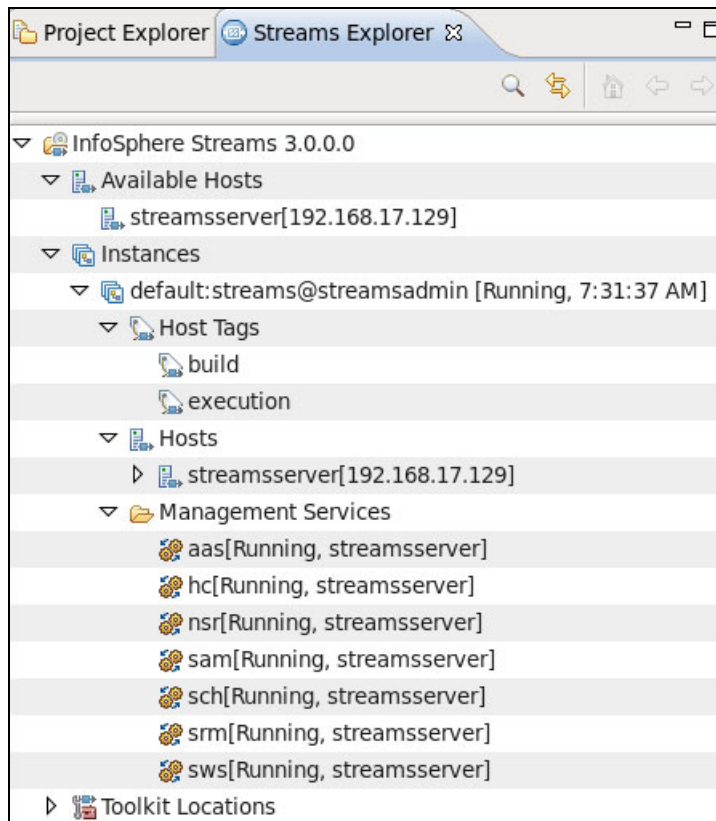 Project Explorer Streams Explorer
InfoSphere Streams 3.0.0.0
Available Hosts
streamsserver[192.168.17.129]
Instances
default:streams@streamsadmin [Running, 7:31:37 AM]
Host Tags
build
execution
Hosts
streamsserver[192.168.17.129]
Management Services
aas[Running, streamsserver]
hc[Running, streamsserver]
nsr[Running, streamsserver]
sam[Running, streamsserver]
sch[Running, streamsserver]
srm[Running, streamsserver]
sws[Running, streamsserver]
Toolkit Locations